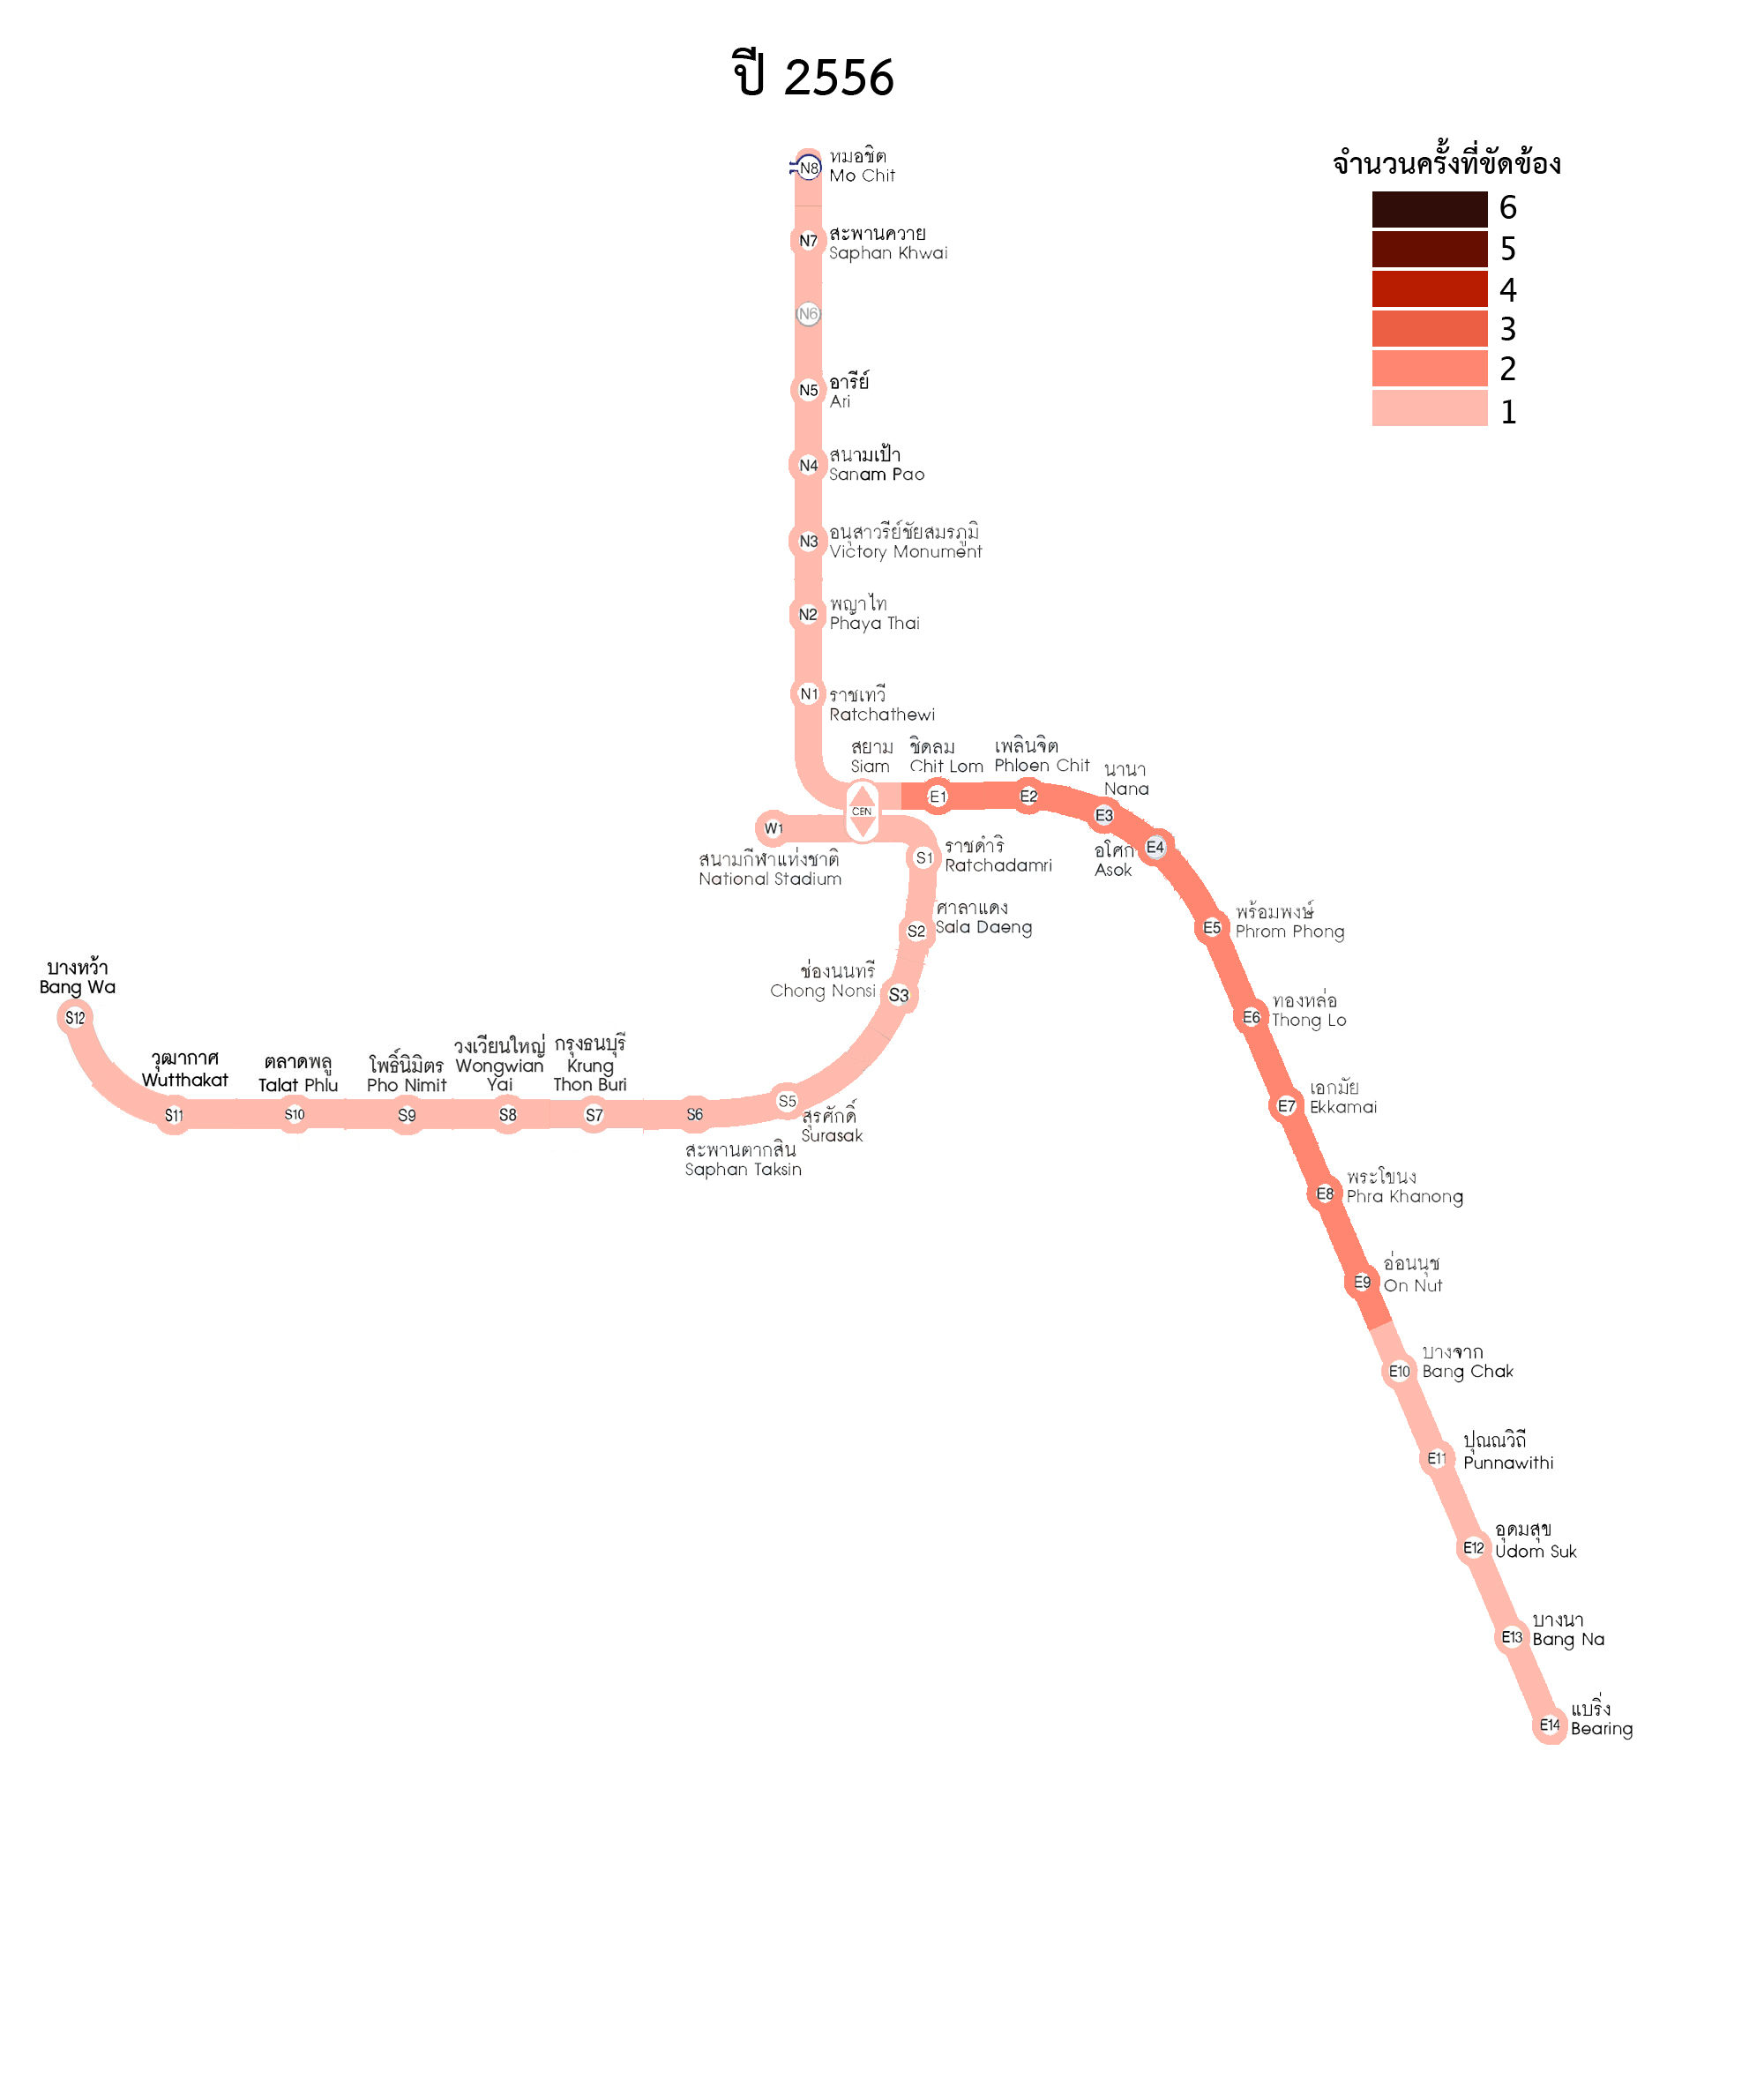 ปี 2556
จำนวนครั้งที่ขัดข้อง
6
5
4
3
2
1
N8
หมอชิต
Mo Chit
N7
สะพานควาย
Saphan Khwai
N6
N5
อารีย์
Ari
N4
สนามเป้า
Sanam Pao
N3
อนุสาวรีย์ชัยสมรภูมิ
Victory Monument
N2
พญาไท
Phaya Thai
N1
ราชเทวี
Ratchathewi
สยาม
Siam
CEN
ชิดลม
Chit Lom
E1
เพลินจิต
Phloen Chit
E2
นานา
Nana
E3
อโศก
Asok
E4
W1
สนามกีฬาแห่งชาติ
National Stadium
S1
ราชดำริ
Ratchadamri
S2
ศาลาแดง
Sala Daeng
ช่องนนทรี
Chong Nonsi
S3
E5
พร้อมพงษ์
Phrom Phong
E6
ทองหล่อ
Thong Lo
E7
เอกมัย
Ekkamai
E8
พระโขนง
Phra Khanong
E9
อ่อนนุช
On Nut
E10
บางจาก
Bang Chak
E11
ปุณณวิถี
Punnawithi
E12
อุดมสุข
Udom Suk
E13
บางนา
Bang Na
E14
แบริ่ง
Bearing
บางหว้า
Bang Wa
S12
วุฒากาศ
Wutthakat
S11
ตลาดพลู
Talat Phlu
S10
โพธิ์นิมิตร
Pho Nimit
S9
วงเวียนใหญ่
Wongwian
Yai
S8
กรุงธนบุรี
Krung
Thon Buri
S7
S6
สะพานตากสิน
Saphan Taksin
S5
สุรศักดิ์
Surasak